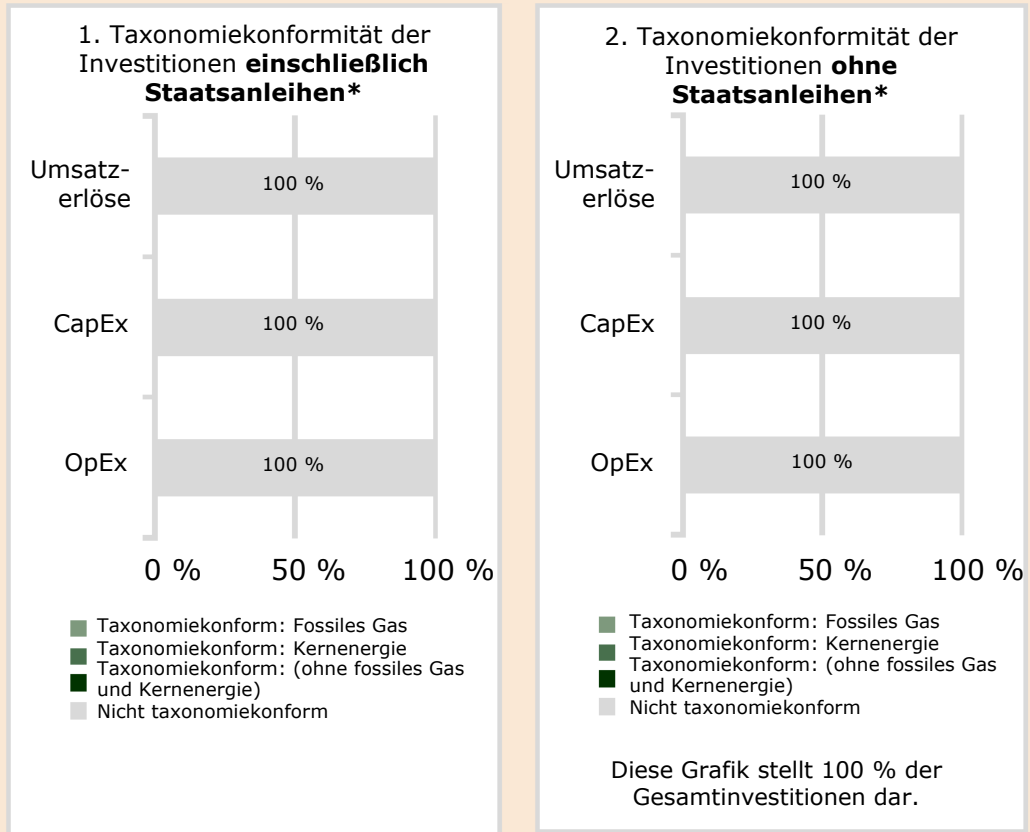 1. Taxonomiekonformität der
Investitionen einschließlich
Staatsanleihen*
Umsatz-
erlöse
100 %
CapEx
100 %
OpEx
100 %
0 % 50 % 100 %
Taxonomiekonform: Fossiles Gas
Taxonomiekonform: Kernenergie
Taxonomiekonform: (ohne fossiles Gas
und Kernenergie)
Nicht taxonomiekonform
2. Taxonomiekonformität der
Investitionen ohne
Staatsanleihen*
Umsatz-
erlöse
100 %
CapEx
100 %
OpEx
100 %
0 % 50 % 100 %
Taxonomiekonform: Fossiles Gas
Taxonomiekonform: Kernenergie
Taxonomiekonform: (ohne fossiles Gas
und Kernenergie)
Nicht taxonomiekonform
Diese Grafik stellt 100 % der
Gesamtinvestitionen dar.